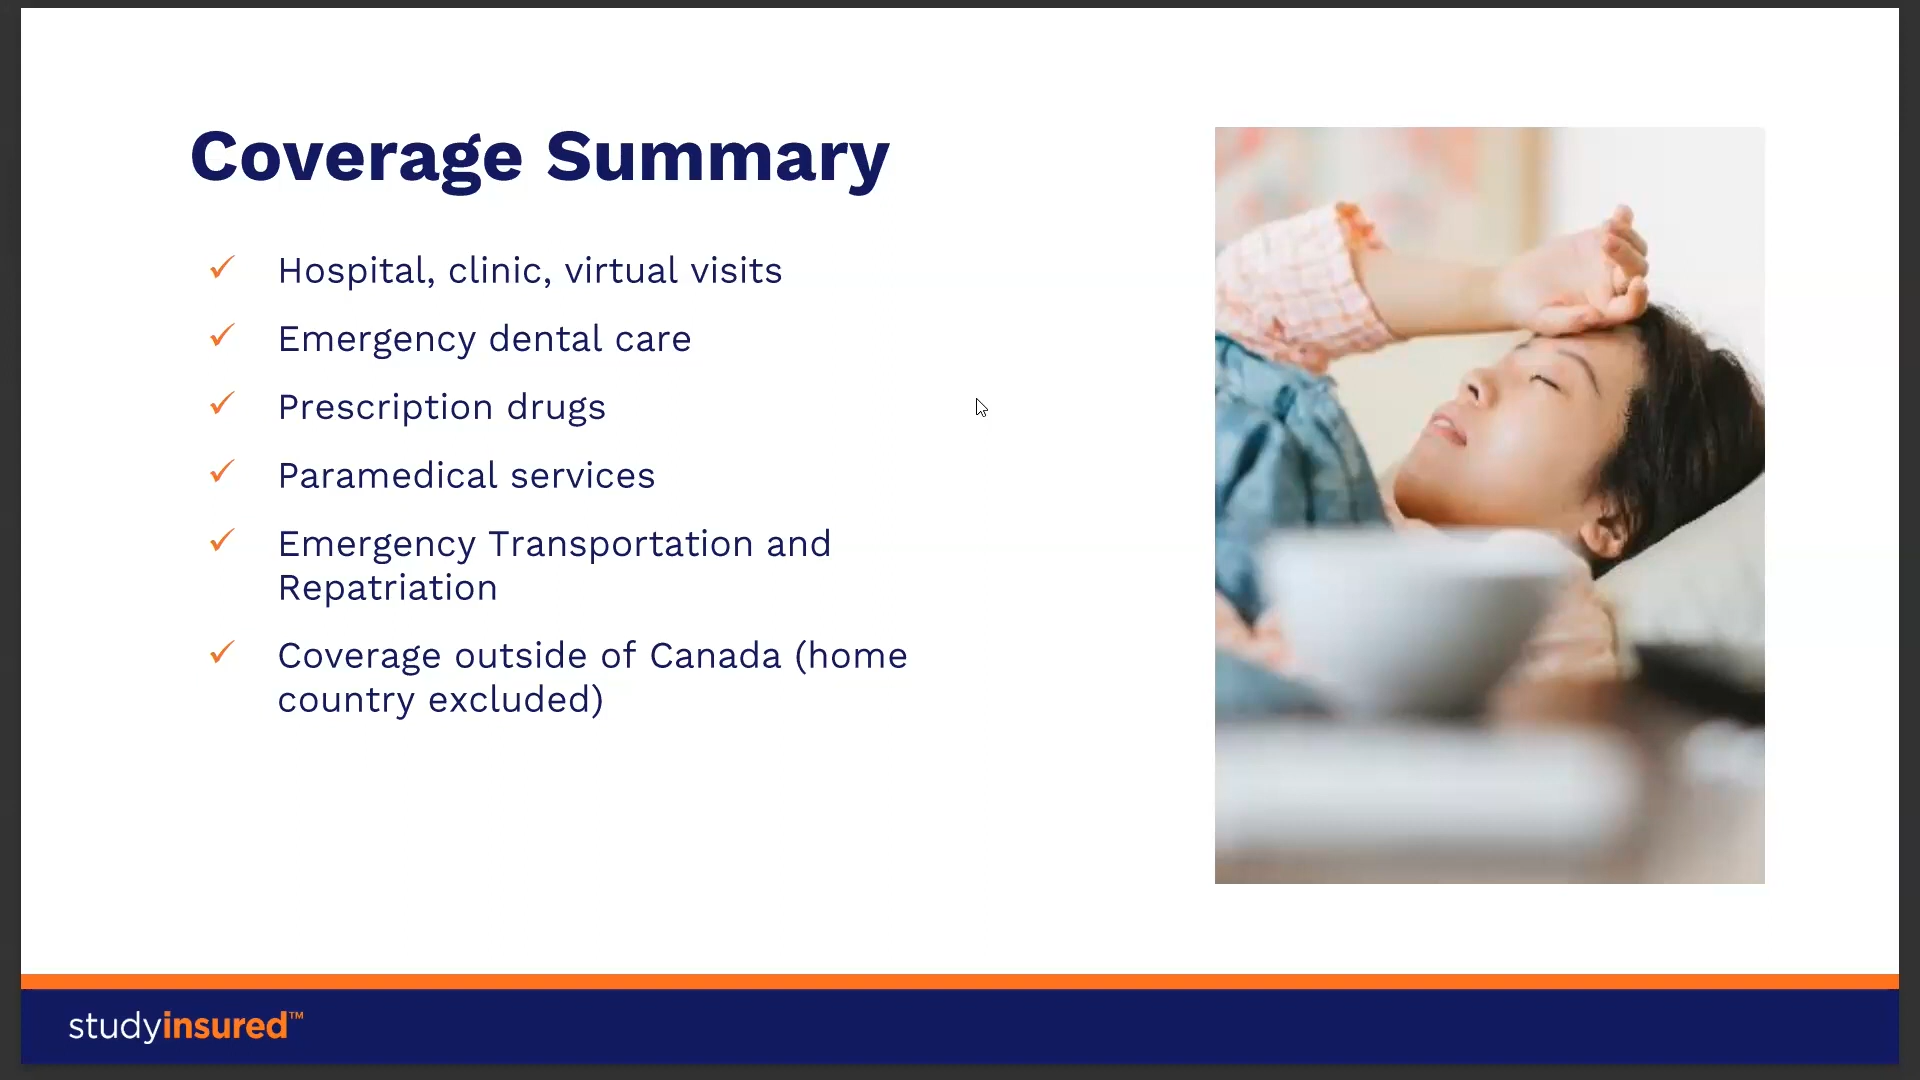 Coverage Summary
Hospital, clinic, virtual visits
Emergency dental care
Prescription drugs
Paramedical services
Emergency Transportation and
Repatriation
Coverage outside of Canada (home
country excluded)
studyinsured™